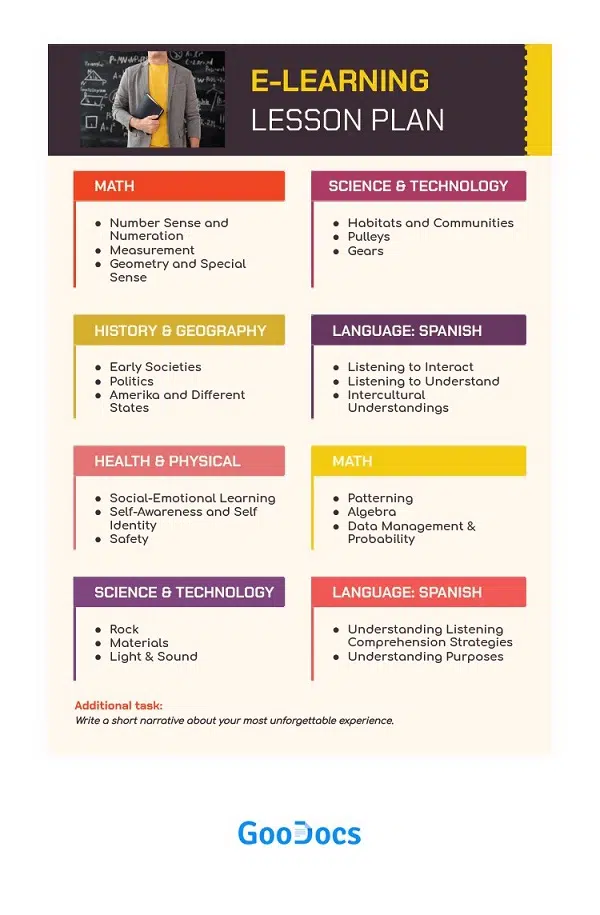 E-LEARNING
LESSON PLAN
MATH
● Number Sense and
Numeration
● Measurement
● Geometry and Special
Sense
SCIENCE & TECHNOLOGY
● Habitats and Communities
● Pulleys
● Gears
HISTORY & GEOGRAPHY
● Early Societies
● Politics
● Amerika and Different
States
LANGUAGE: SPANISH
● Listening to Interact
● Listening to Understand
● Intercultural
Understandings
HEALTH & PHYSICAL
● Social-Emotional Learning
● Self-Awareness and Self
Identity
● Safety
MATH
● Patterning
● Algebra
● Data Management &
Probability
SCIENCE & TECHNOLOGY
● Rock
● Materials
● Light & Sound
LANGUAGE: SPANISH
● Understanding Listening
Comprehension Strategies
● Understanding Purposes
Additional task:
Write a short narrative about your most unforgettable experience.
GooDocs